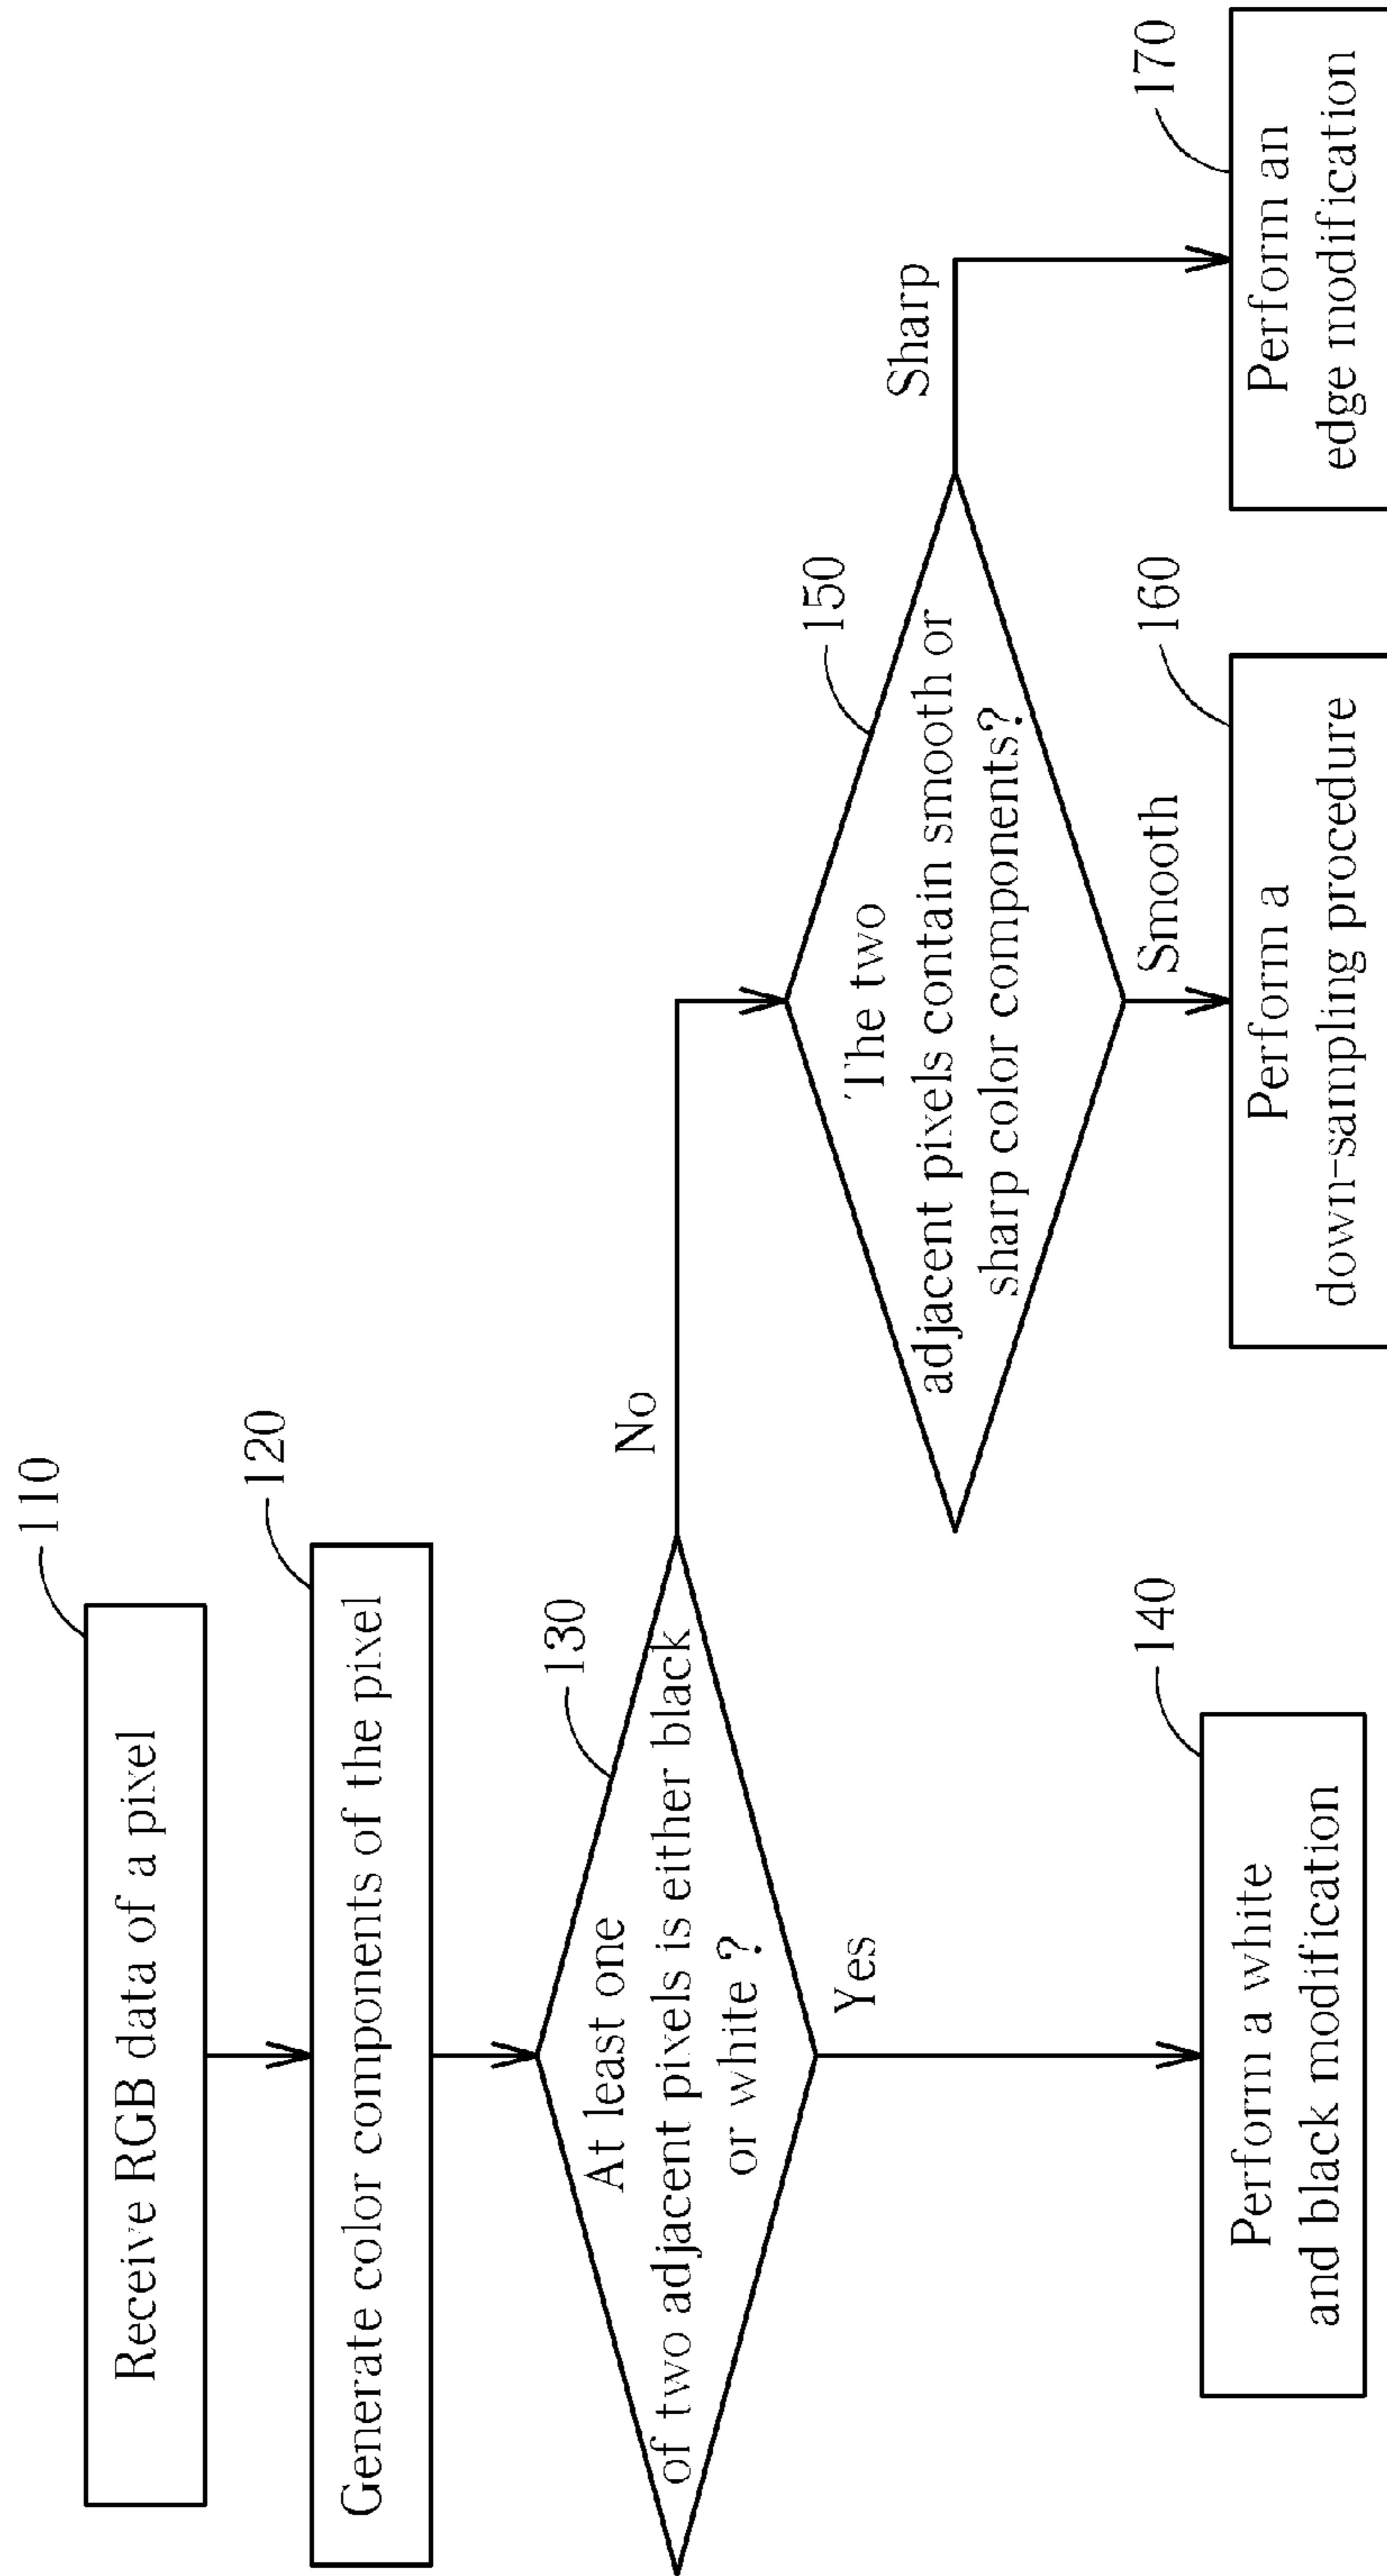 110
Receive RGB data of a pixel
120
Generate color components of the pixel
130
At least one
of two adjacent pixels is either black
or white ?
No
Yes
140
Perform a white
and black modification
150
The two
adjacent pixels contain smooth or
sharp color components?
Sharp
Smooth
160
Perform a
down-sampling procedure
170
Perform an
edge modification